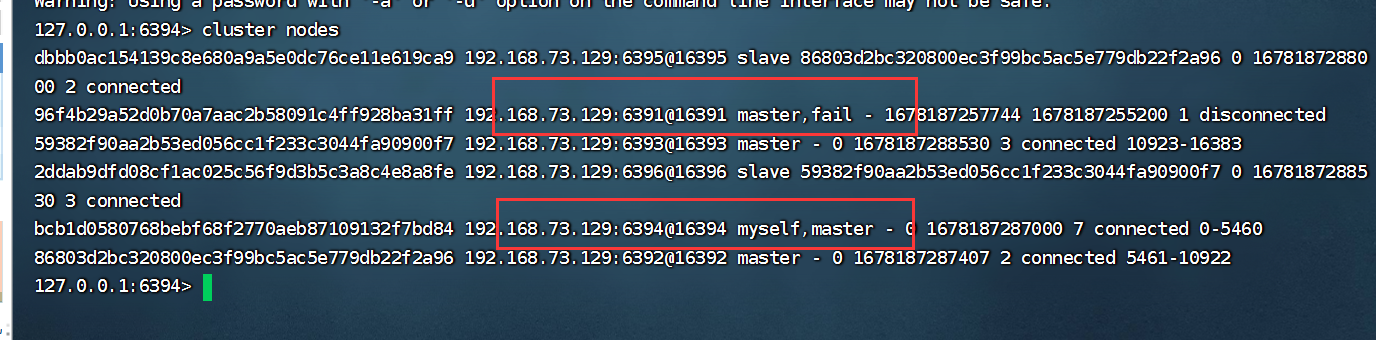 Warning: Using a password with '-a' or '-u' option on the command line interface may not be safe.
127.0.0.1:6394> cluster nodes
dbbb0ac154139c8e680a9a5e0dc76ce11e619ca9 192.168.73.129:6395@16395 slave 86803d2bc320800ec3f99bc5ac5e779db22f2a96 0 16781872880
00 2 connected
96f4b29a52d0b70a7aac2b58091c4ff928ba31ff 192.168.73.129:6391@16391 master,fail - 1678187257744 1678187255200 1 disconnected
59382f90aa2b53ed056cc1f233c3044fa90900f7 192.168.73.129:6393@16393 master - 0 1678187288530 3 connected 10923-16383
2ddab9dfd08cf1ac025c56f9d3b5c3a8c4e8a8fe 192.168.73.129:6396@16396 slave 59382f90aa2b53ed056cc1f233c3044fa90900f7 0 16781872885
30 3 connected
bcb1d0580768bebf68f2770aeb87109132f7bd84 192.168.73.129:6394@16394 myself,master - 0 1678187287000 7 connected 0-5460
86803d2bc320800ec3f99bc5ac5e779db22f2a96 192.168.73.129:6392@16392 master - 0 1678187287407 2 connected 5461-10922
127.0.0.1:6394>